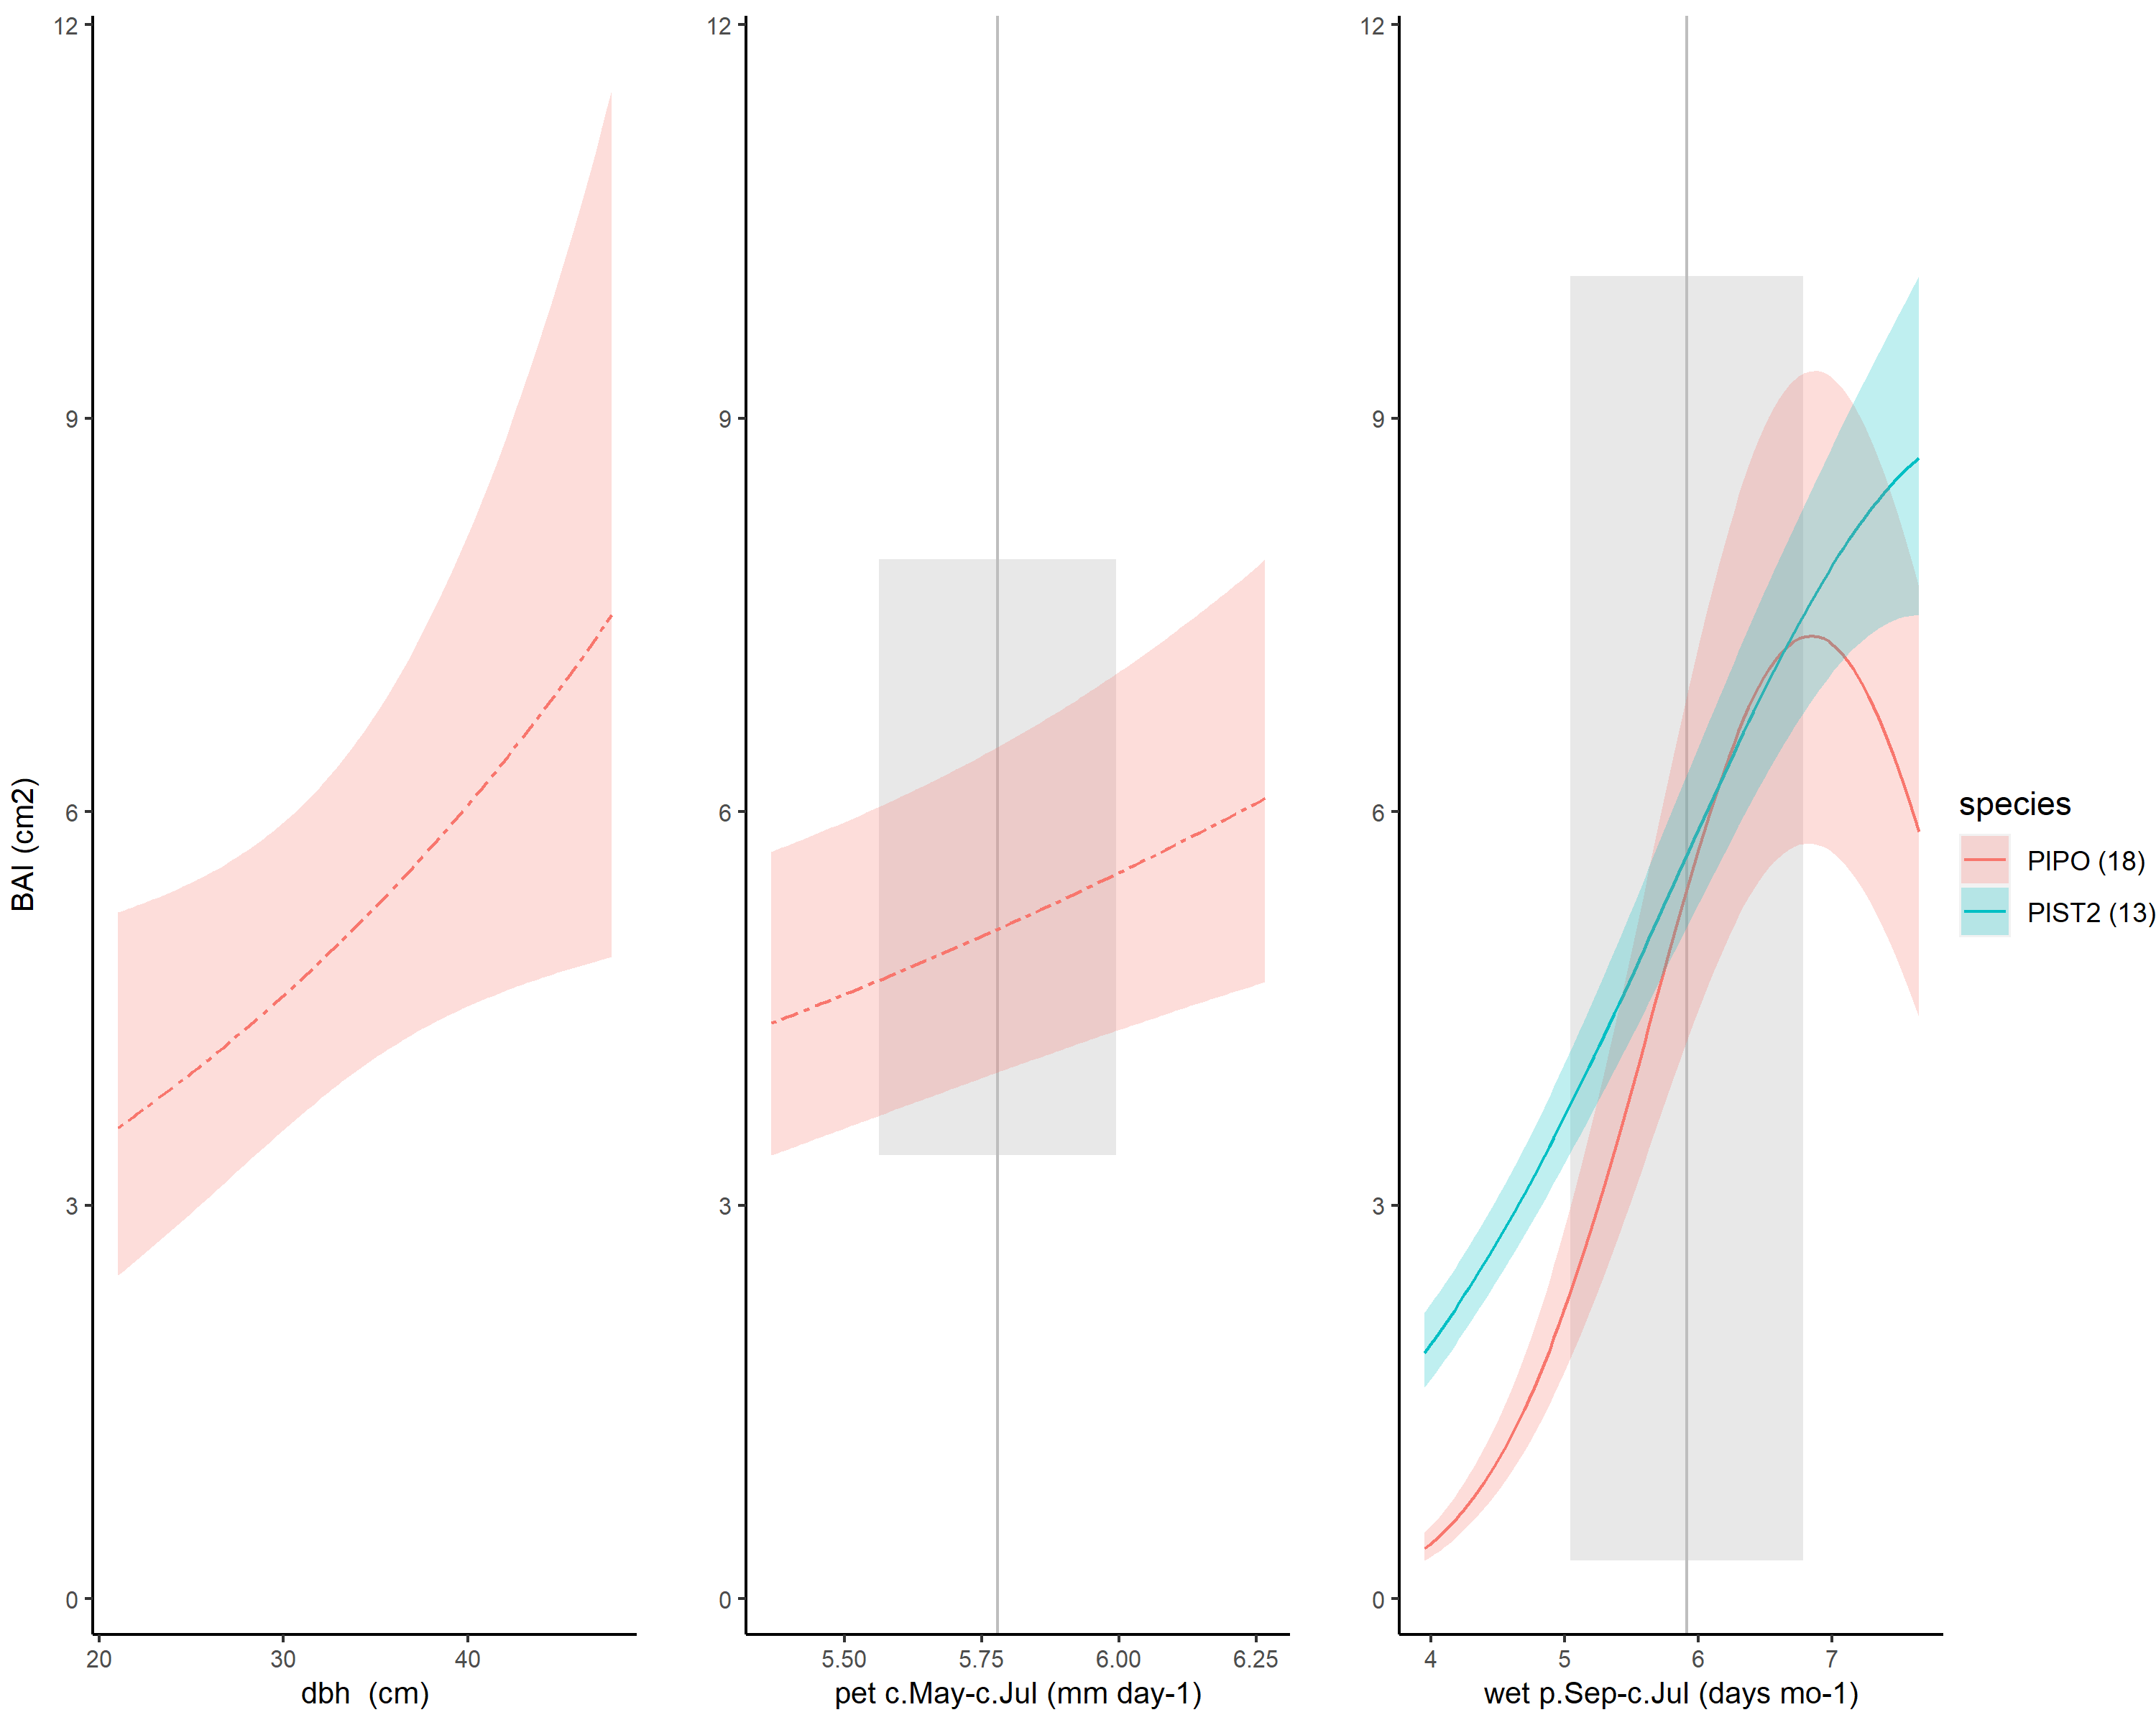 BAI (cm2)
12
9
6
3
0
20 30 40
dbh (cm)
12
9
6
3
0
5.50 5.75 6.00 6.25
pet c.May-c.Jul (mm day-1)
12
9
6
3
0
4 5 6 7
wet p.Sep-c.Jul (days mo-1)
species
PIPO (18)
PIST2 (13)